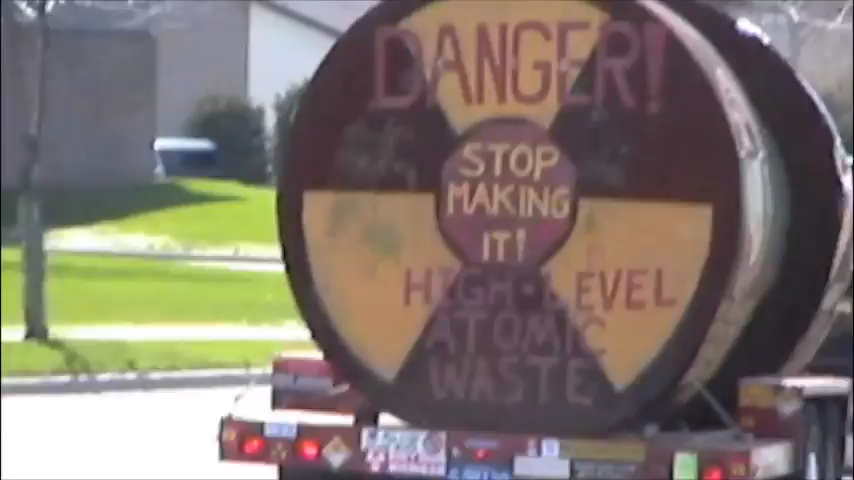 DANGER!
STOP
MAKING
IT!
HIGH-LEVEL
ATOMIC
WASTE